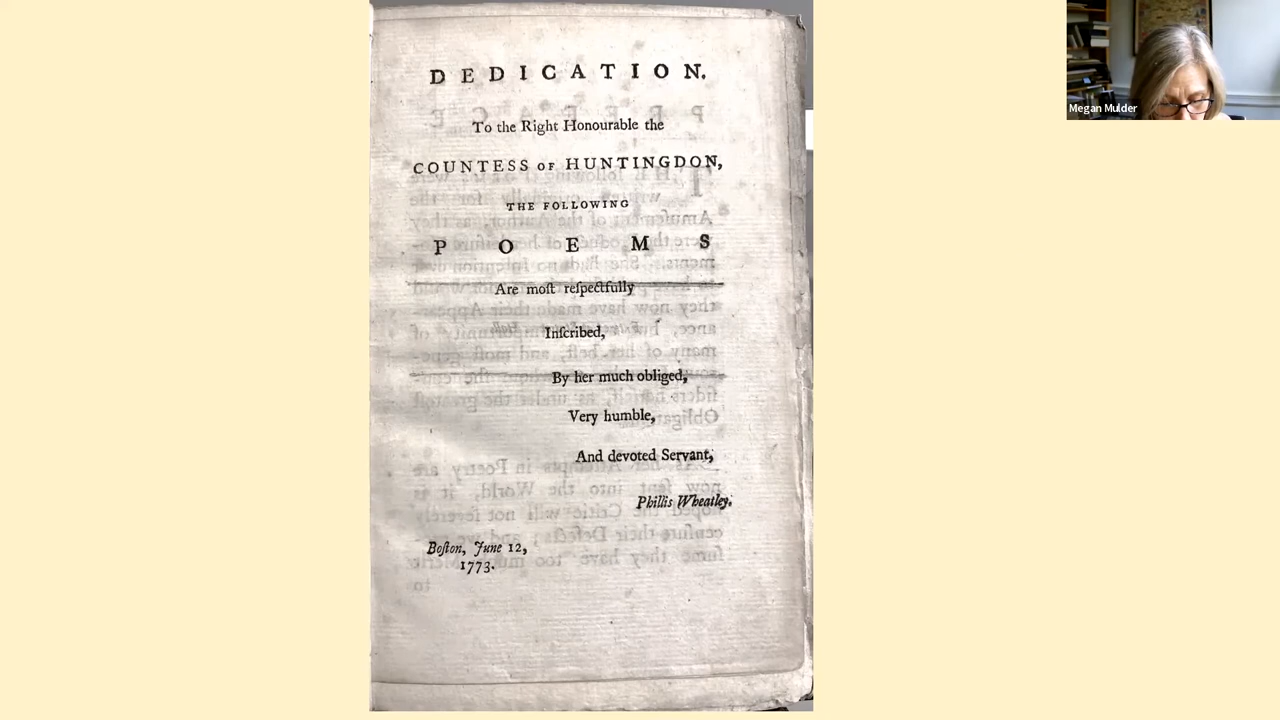 DEDICATION.
To the Right Honourable the
COUNTESS OF HUNTINGDON,
THE FOLLOWING
POEMS
Are moſt reſpectfully
Inſcribed,
By her much obliged,
Very humble,
And devoted Servant,
Phillis Wheatley.
Boſton, June 12,
1773.
Megan Mulder